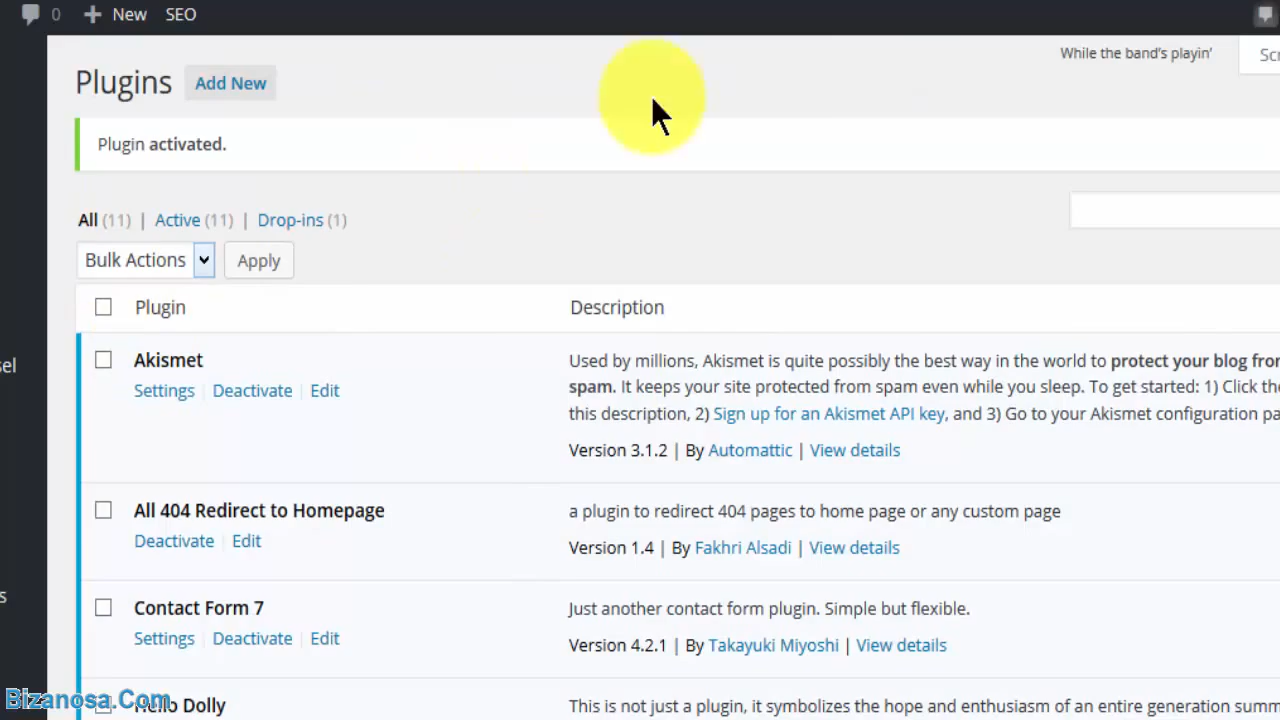 0 New SEO
While the band's playin'
Plugins Add New
Plugin activated.
All (11) | Active (11) | Drop-ins (1)
Bulk Actions Apply
Plugin Description
Akismet Used by millions, Akismet is quite possibly the best way in the world to protect your blog from
Settings | Deactivate | Edit spam. It keeps your site protected from spam even while you sleep. To get started: 1) Click the
this description, 2) Sign up for an Akismet API key, and 3) Go to your Akismet configuration
Version 3.1.2 | By Automattic | View details
All 404 Redirect to Homepage a plugin to redirect 404 pages to home page or any custom page
Deactivate | Edit Version 1.4 | By Fakhri Alsadi | View details
Contact Form 7 Just another contact form plugin. Simple but flexible.
Settings | Deactivate | Edit Version 4.2.1 | By Takayuki Miyoshi | View details
Bizanosa.Com
Hello Dolly This is not just a plugin, it symbolizes the hope and enthusiasm of an entire generation